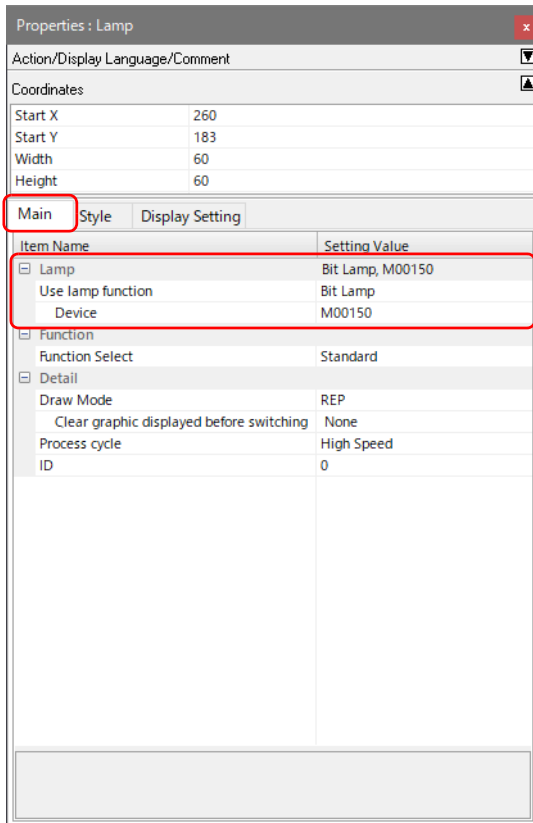 Properties : Lamp
x
Action/Display Language/Comment
Coordinates
Start X 260
Start Y 183
Width 60
Height 60
Main Style Display Setting
Item Name Setting Value
Lamp Bit Lamp, M00150
Use lamp function Bit Lamp
Device M00150
Function
Function Select Standard
Detail
Draw Mode REP
Clear graphic displayed before switching None
Process cycle High Speed
ID 0